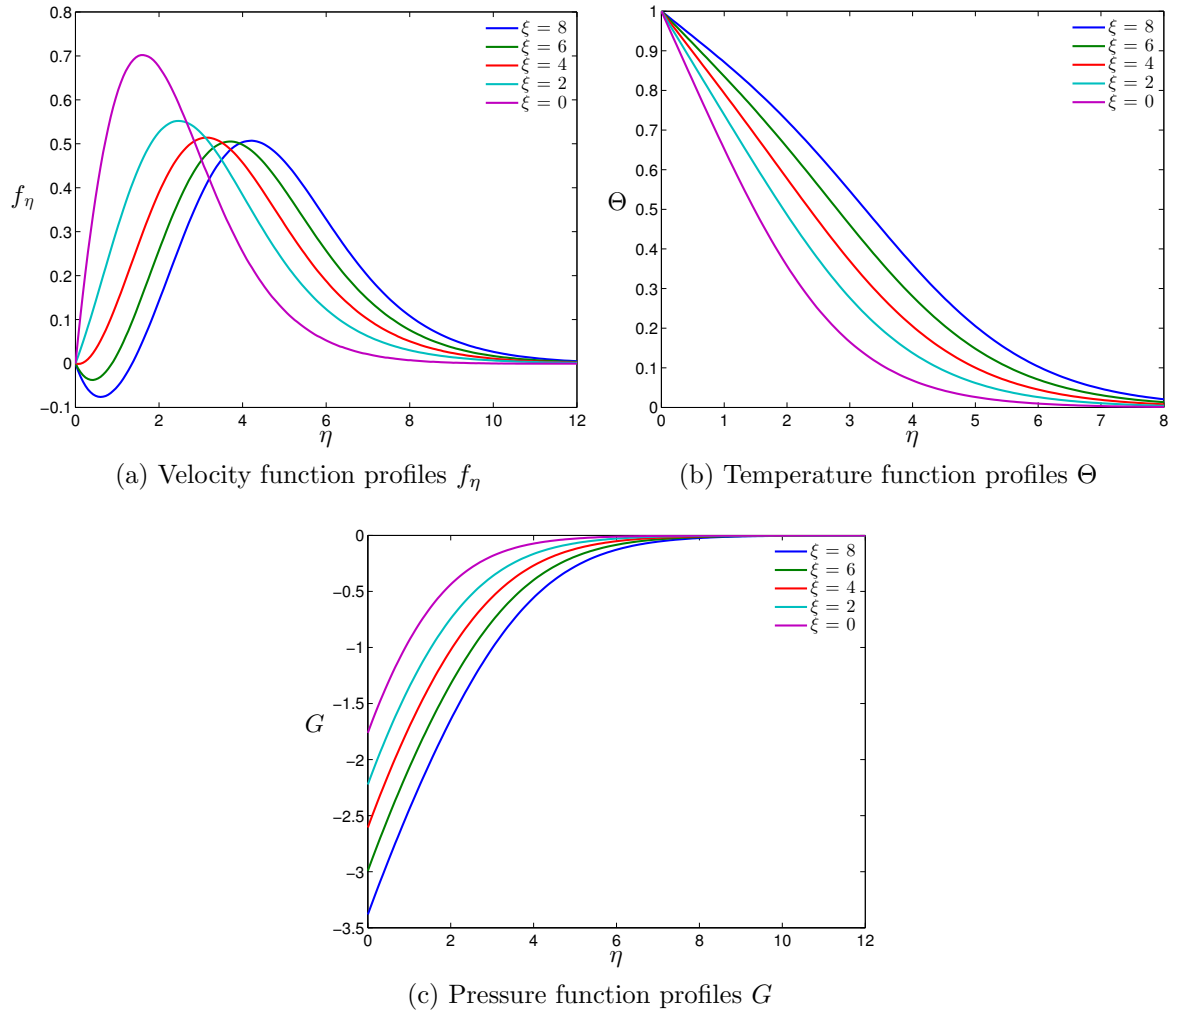 0.8
0.7
0.6
0.5
0.4
0.3
0.2
0.1
0
−0.1
fη
0 2 4 6 8 10 12
η
ξ = 8
ξ = 6
ξ = 4
ξ = 2
ξ = 0
(a) Velocity function profiles fη
1
0.9
0.8
0.7
0.6
0.5
0.4
0.3
0.2
0.1
0
Θ
0 1 2 3 4 5 6 7 8
η
ξ = 8
ξ = 6
ξ = 4
ξ = 2
ξ = 0
(b) Temperature function profiles Θ
0
−0.5
−1
−1.5
−2
−2.5
−3
−3.5
G
0 2 4 6 8 10 12
η
ξ = 8
ξ = 6
ξ = 4
ξ = 2
ξ = 0
(c) Pressure function profiles G